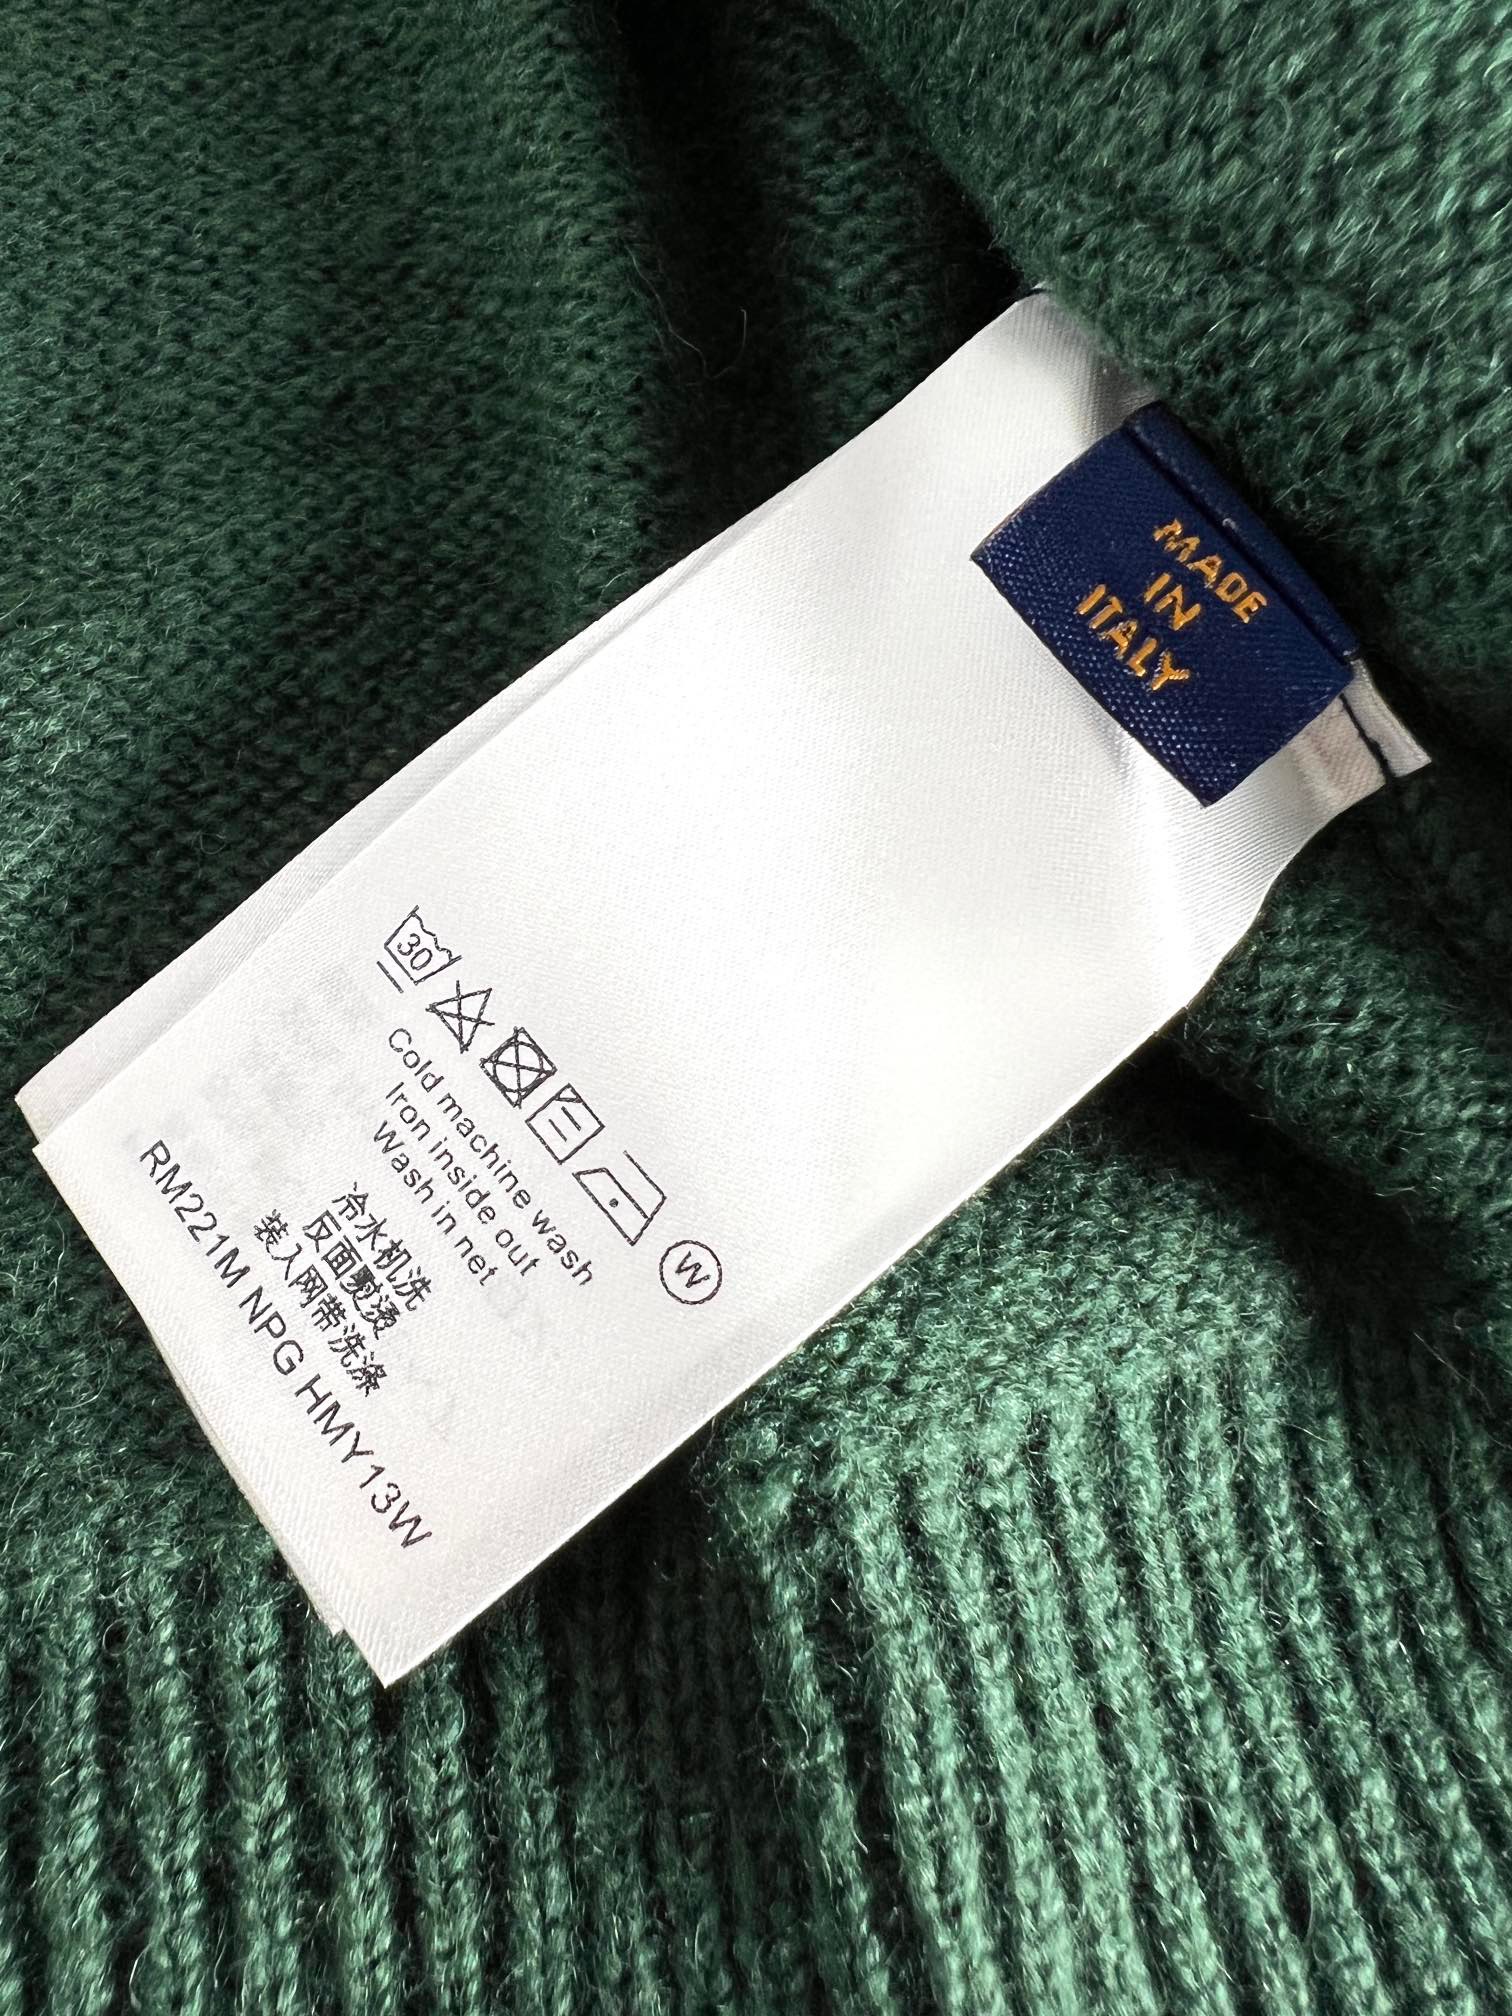 MADE
IN
ITALY
30
W
Cold machine wash
Iron inside out
Wash in net
冷水机洗
反面熨烫
装入网带洗涤
RM221M NPG HMY13W